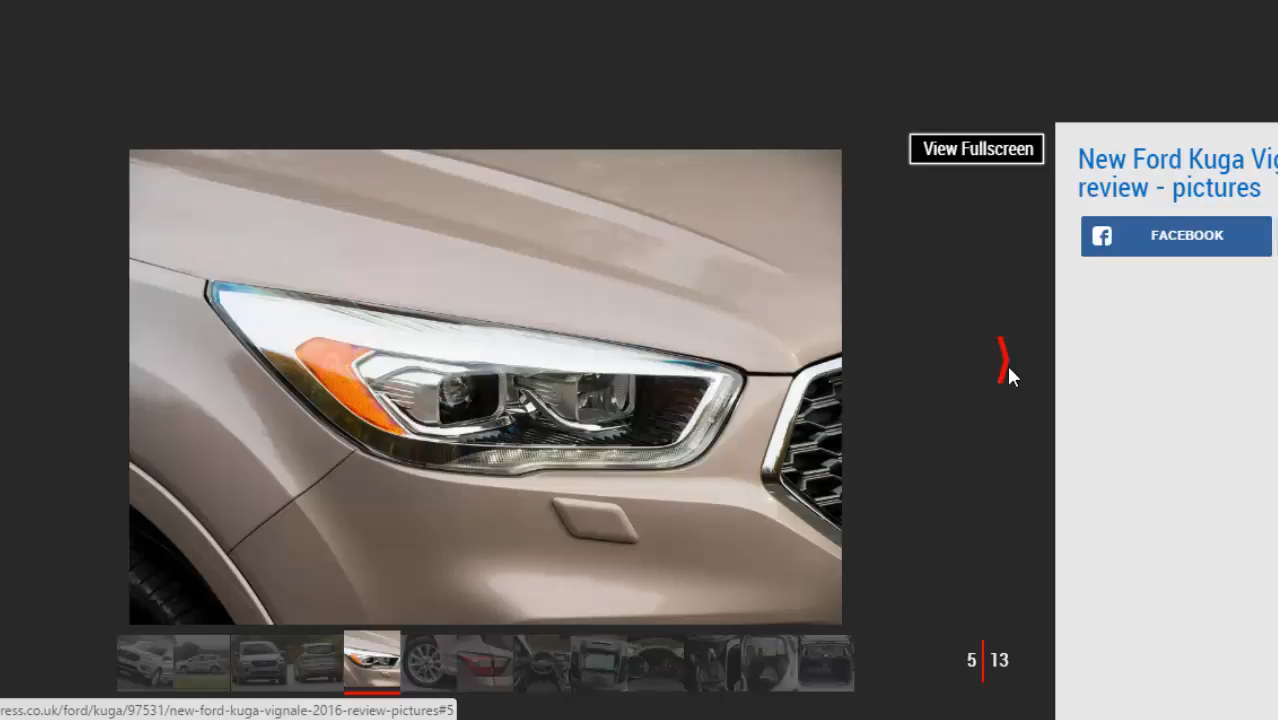 View Fullscreen
New Ford Kuga Vig
review - pictures
FACEBOOK
5 13
ress.co.uk/ford/kuga/97531/new-ford-kuga-vignale-2016-review-pictures#5